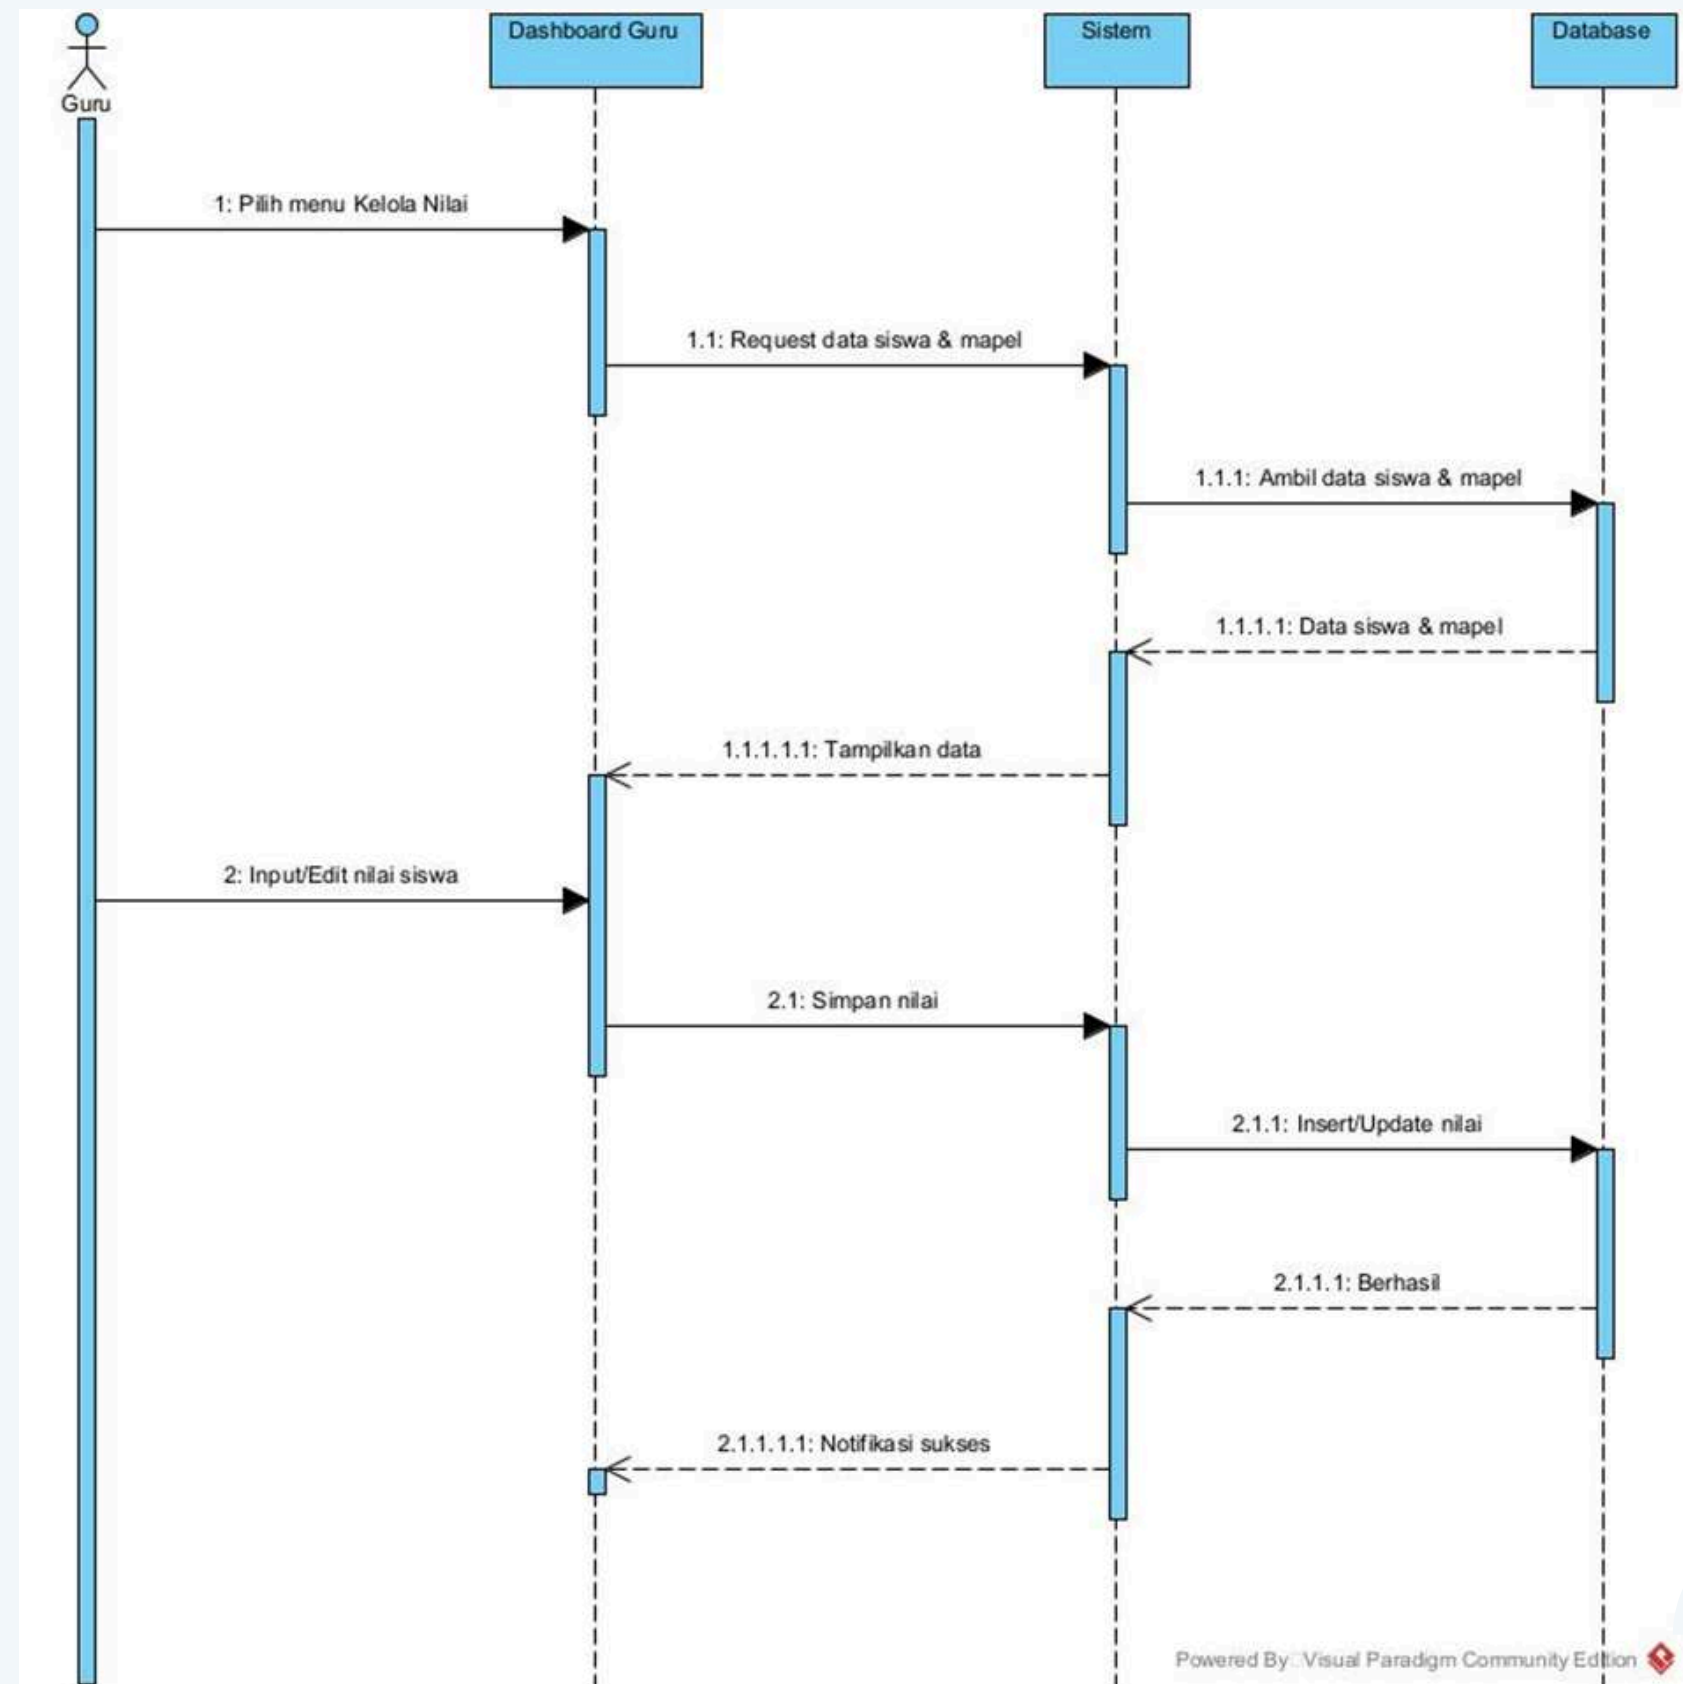 Guru
Dashboard Guru
Sistem
Database
1: Pilih menu Kelola Nilai
1.1: Request data siswa & mapel
1.1.1: Ambil data siswa & mapel
1.1.1.1: Data siswa & mapel
1.1.1.1.1: Tampilkan data
2: Input/Edit nilai siswa
2.1: Simpan nilai
2.1.1: Insert/Update nilai
2.1.1.1: Berhasil
2.1.1.1.1: Notifikasi sukses
Powered By Visual Paradigm Community Edition